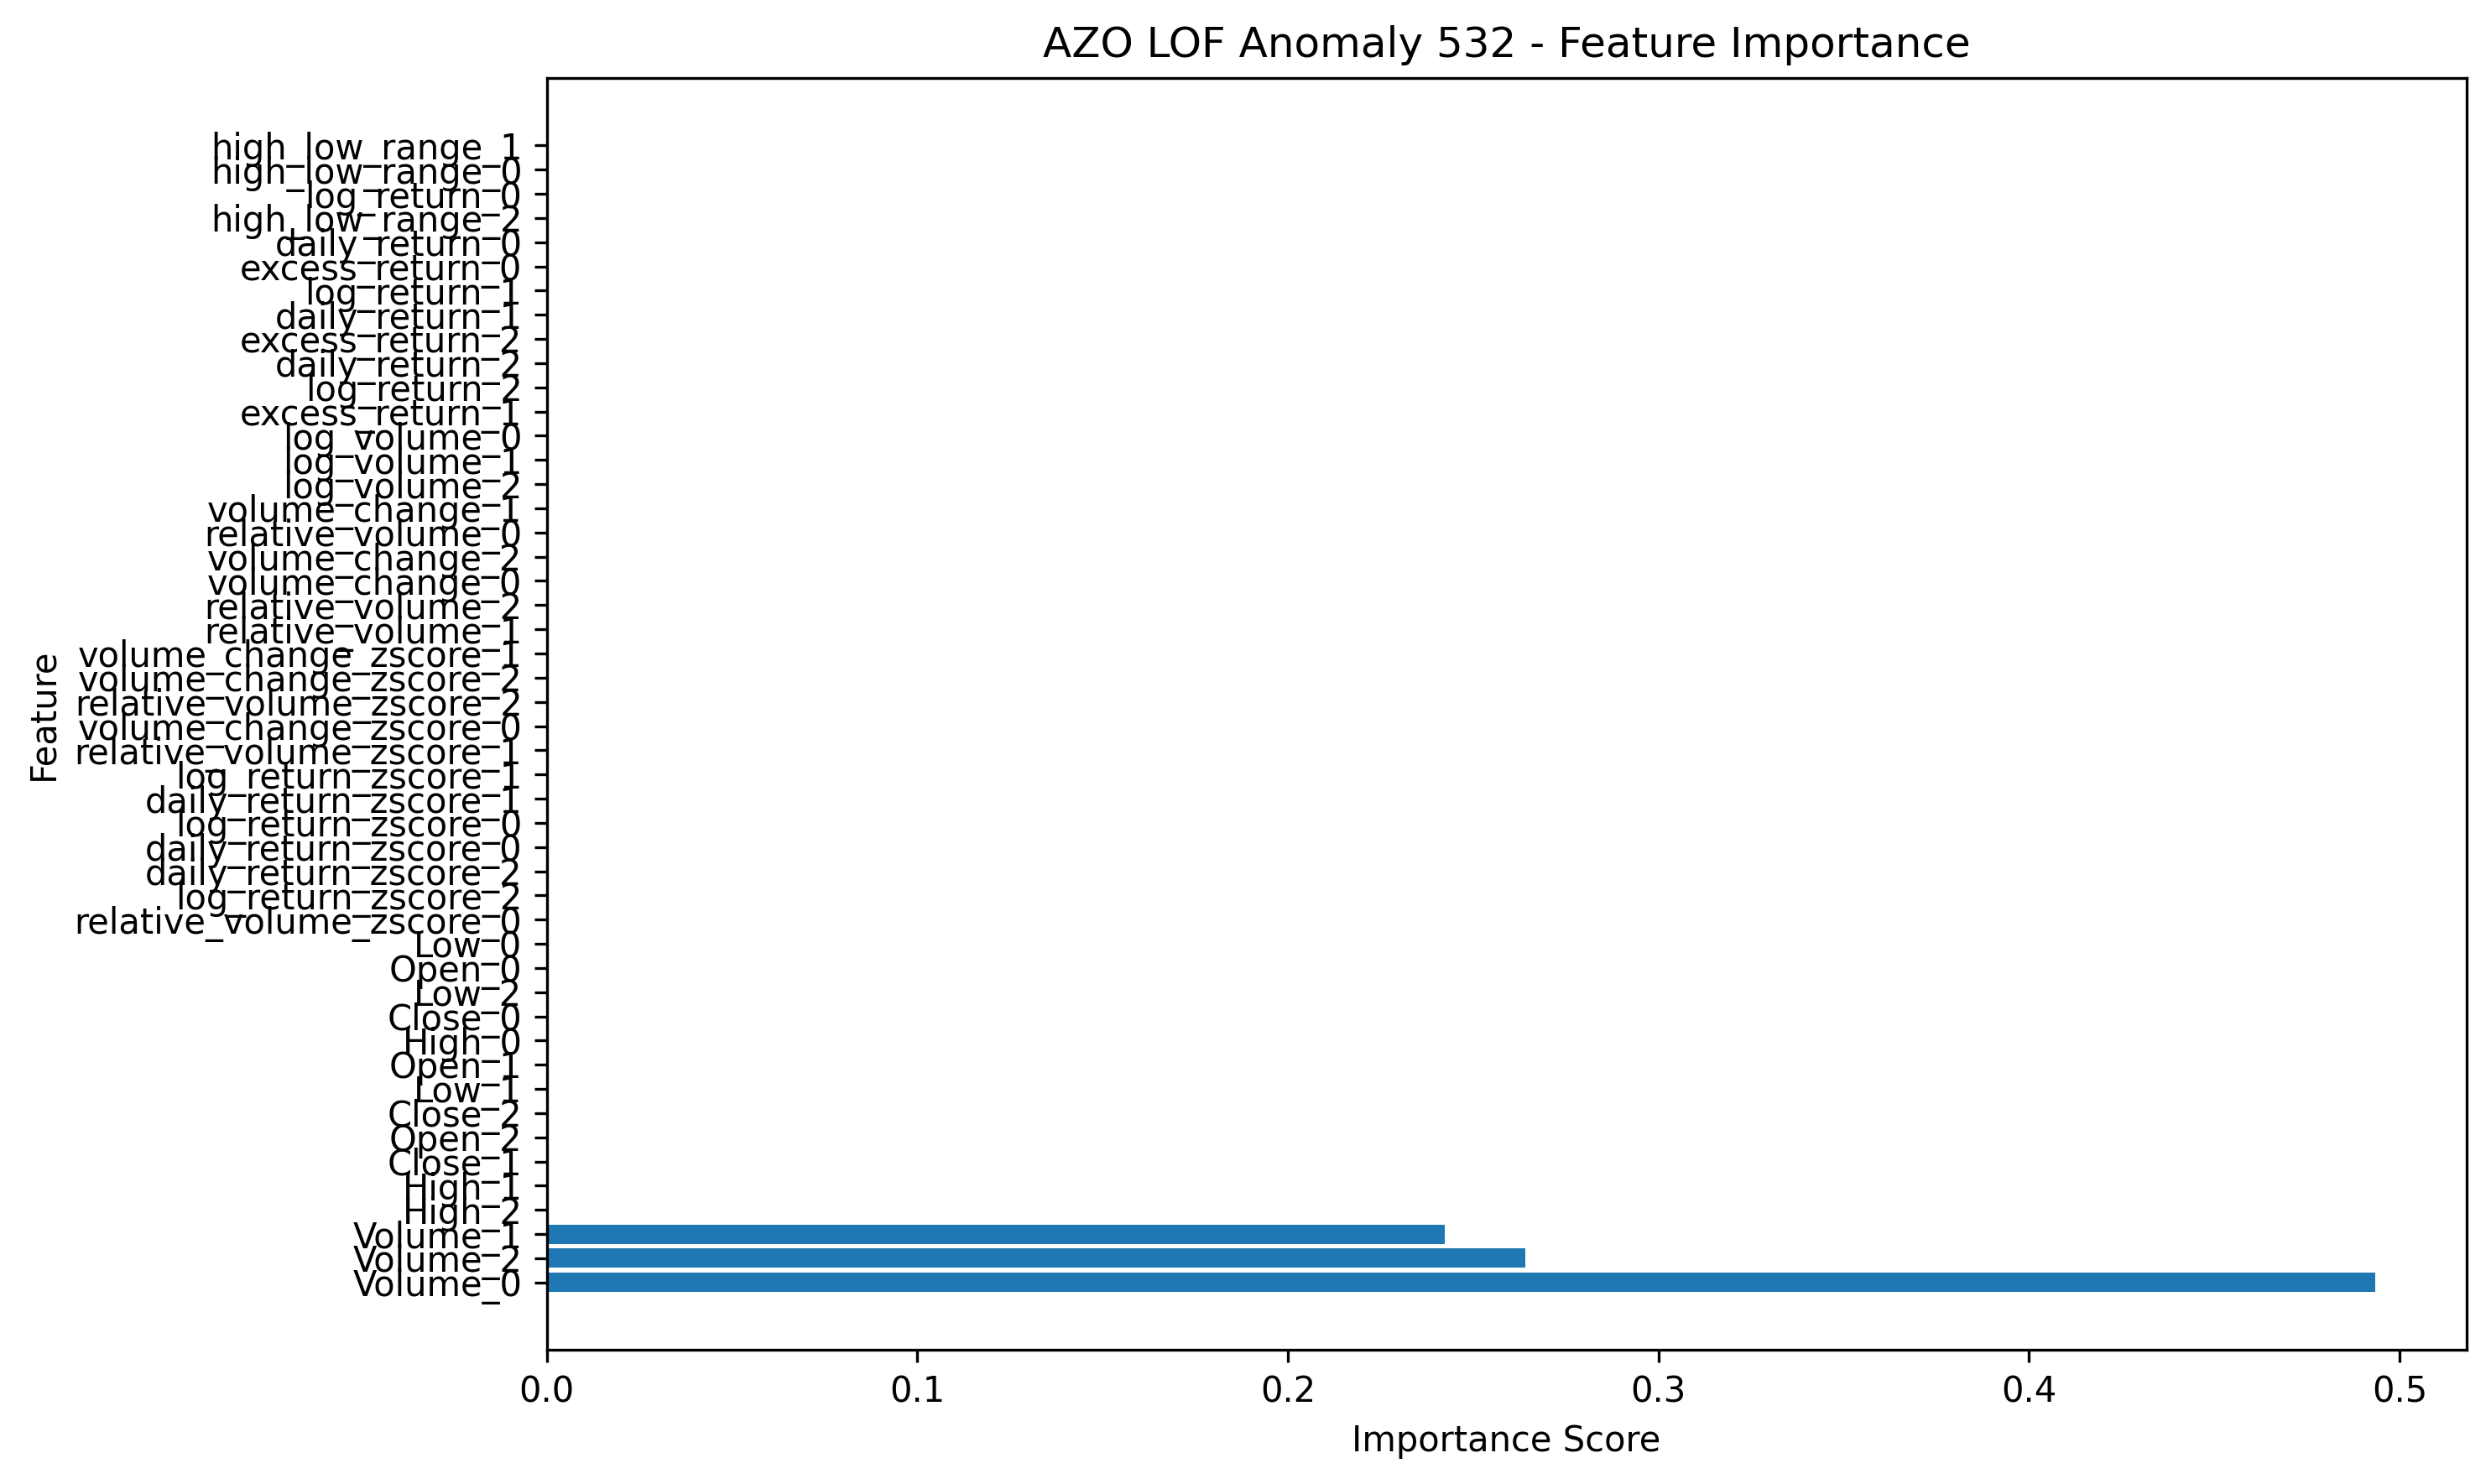 AZO LOF Anomaly 532 - Feature Importance
high_low_range_1
high_low_range_0
log_return_0
high_low_range_2
daily_return_0
excess_return_0
log_return_1
daily_return_1
excess_return_2
daily_return_2
log_return_2
excess_return_1
log_volume_0
log_volume_1
log_volume_2
volume_change_1
relative_volume_0
volume_change_2
volume_change_0
relative_volume_2
relative_volume_1
volume_change_zscore_1
volume_change_zscore_2
relative_volume_zscore_2
volume_change_zscore_0
relative_volume_zscore_1
log_return_zscore_1
daily_return_zscore_1
log_return_zscore_0
daily_return_zscore_0
daily_return_zscore_2
log_return_zscore_2
relative_volume_zscore_0
Low_0
Open_0
Low_2
Close_0
High_0
Open_1
Low_1
Close_2
Open_2
Close_1
High_1
High_2
Volume_1
Volume_2
Volume_0
Feature
0.0 0.1 0.2 0.3 0.4 0.5
Importance Score